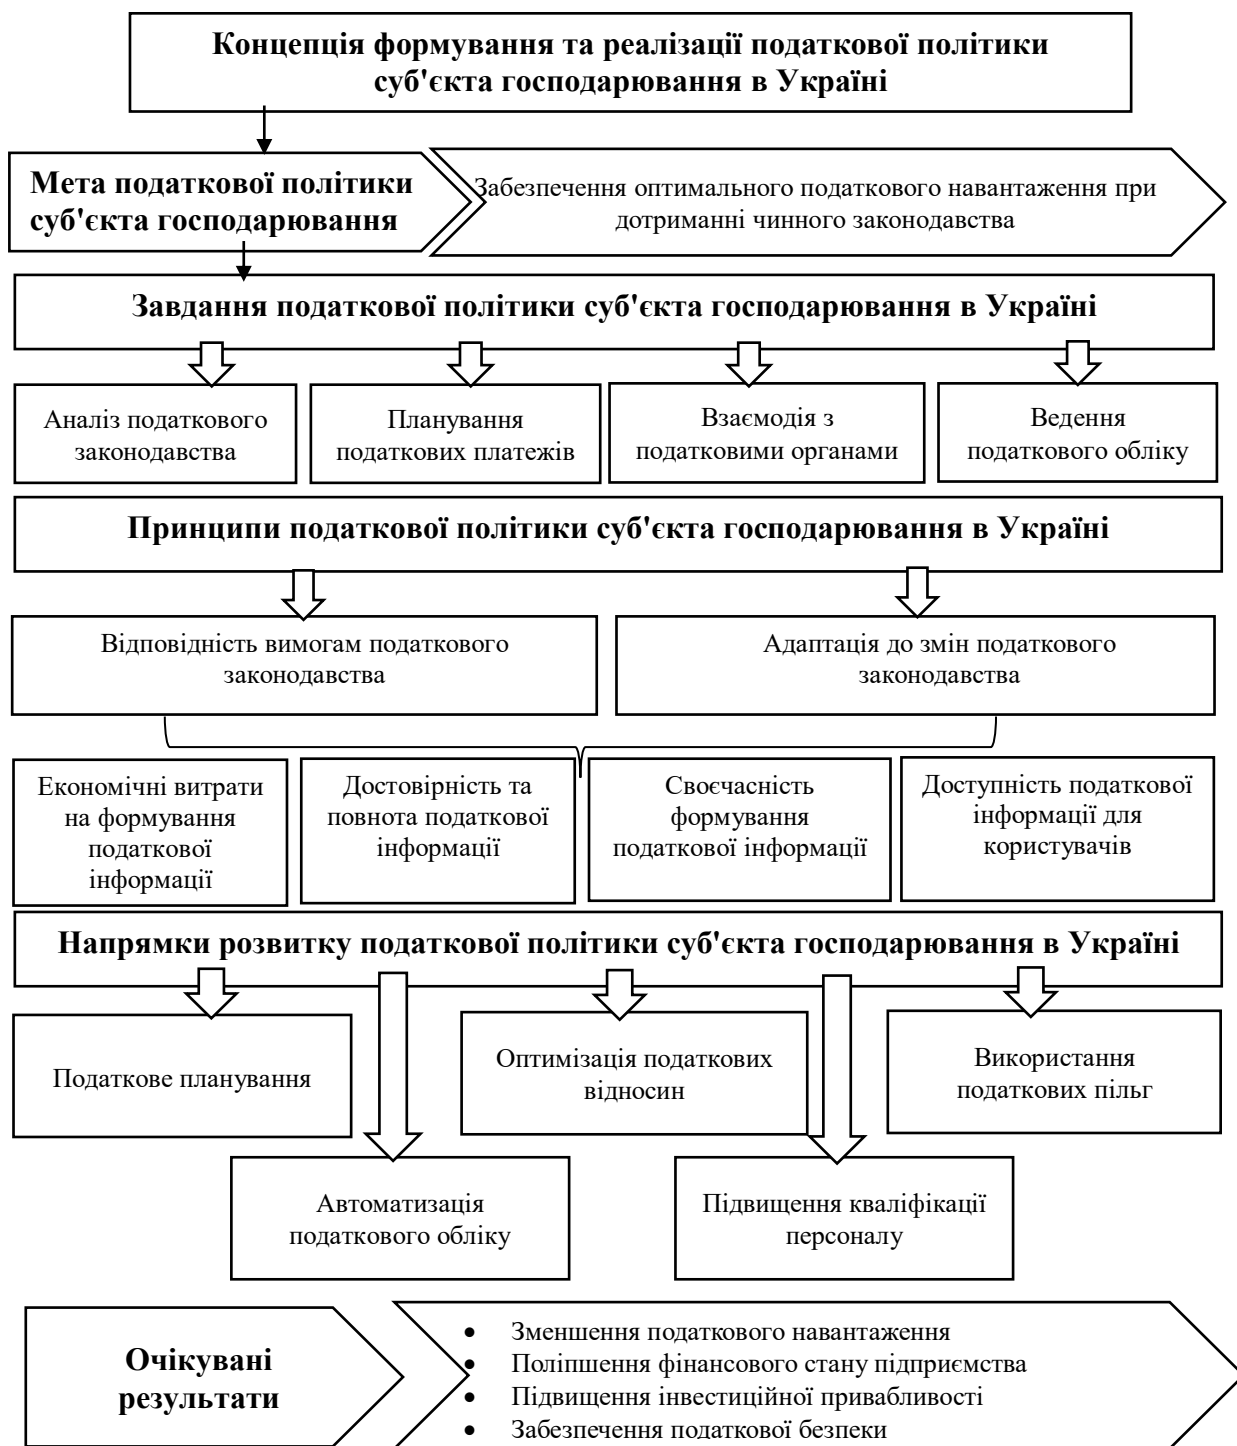 Концепція формування та реалізації податкової політики
суб'єкта господарювання в Україні
Мета податкової політики
суб'єкта господарювання
Забезпечення оптимального податкового навантаження при
дотриманні чинного законодавства
Завдання податкової політики суб'єкта господарювання в Україні
Аналіз податкового
законодавства
Планування
податкових платежів
Взаємодія з
податковими органами
Ведення
податкового обліку
Принципи податкової політики суб'єкта господарювання в Україні
Відповідність вимогам податкового
законодавства
Адаптація до змін податкового
законодавства
Економічні витрати
на формування
податкової
інформації
Достовірність та
повнота податкової
інформації
Своєчасність
формування
податкової інформації
Доступність податкової
інформації для
користувачів
Напрямки розвитку податкової політики суб'єкта господарювання в Україні
Податкове планування
Оптимізація податкових
відносин
Використання
податкових пільг
Автоматизація
податкового обліку
Підвищення кваліфікації
персоналу
Очікувані
результати
• Зменшення податкового навантаження
• Поліпшення фінансового стану підприємства
• Підвищення інвестиційної привабливості
• Забезпечення податкової безпеки